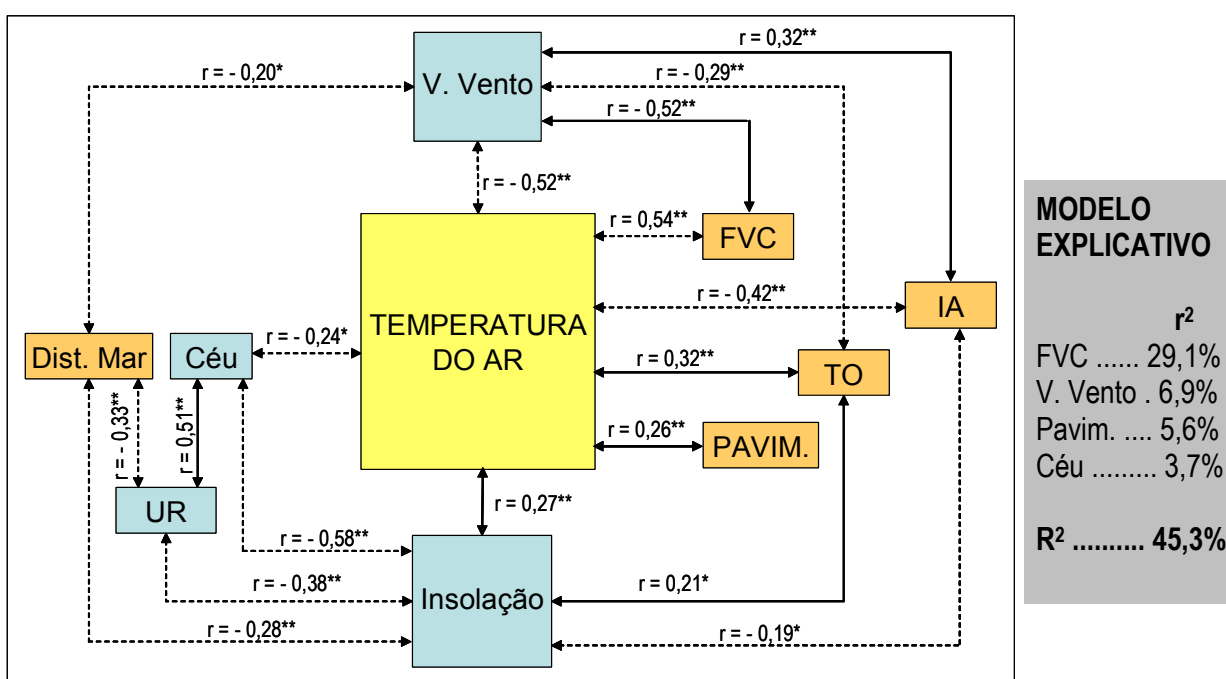 r = 0,32**
r = - 0,20*
V. Vento
r = - 0,29**
r = - 0,52**
r = - 0,52**
r = 0,54**
FVC
r = - 0,42**
IA
TEMPERATURA
DO AR
Dist. Mar
Céu
r = - 0,24*
r = 0,32**
TO
r = - 0,33**
r = 0,51**
r = 0,26**
PAVIM.
UR
r = 0,27**
r = - 0,58**
r = - 0,38**
Insolação
r = 0,21*
r = - 0,28**
r = - 0,19*
MODELO
EXPLICATIVO
r²
FVC ...... 29,1%
V. Vento . 6,9%
Pavim. .... 5,6%
Céu ......... 3,7%
R² .......... 45,3%